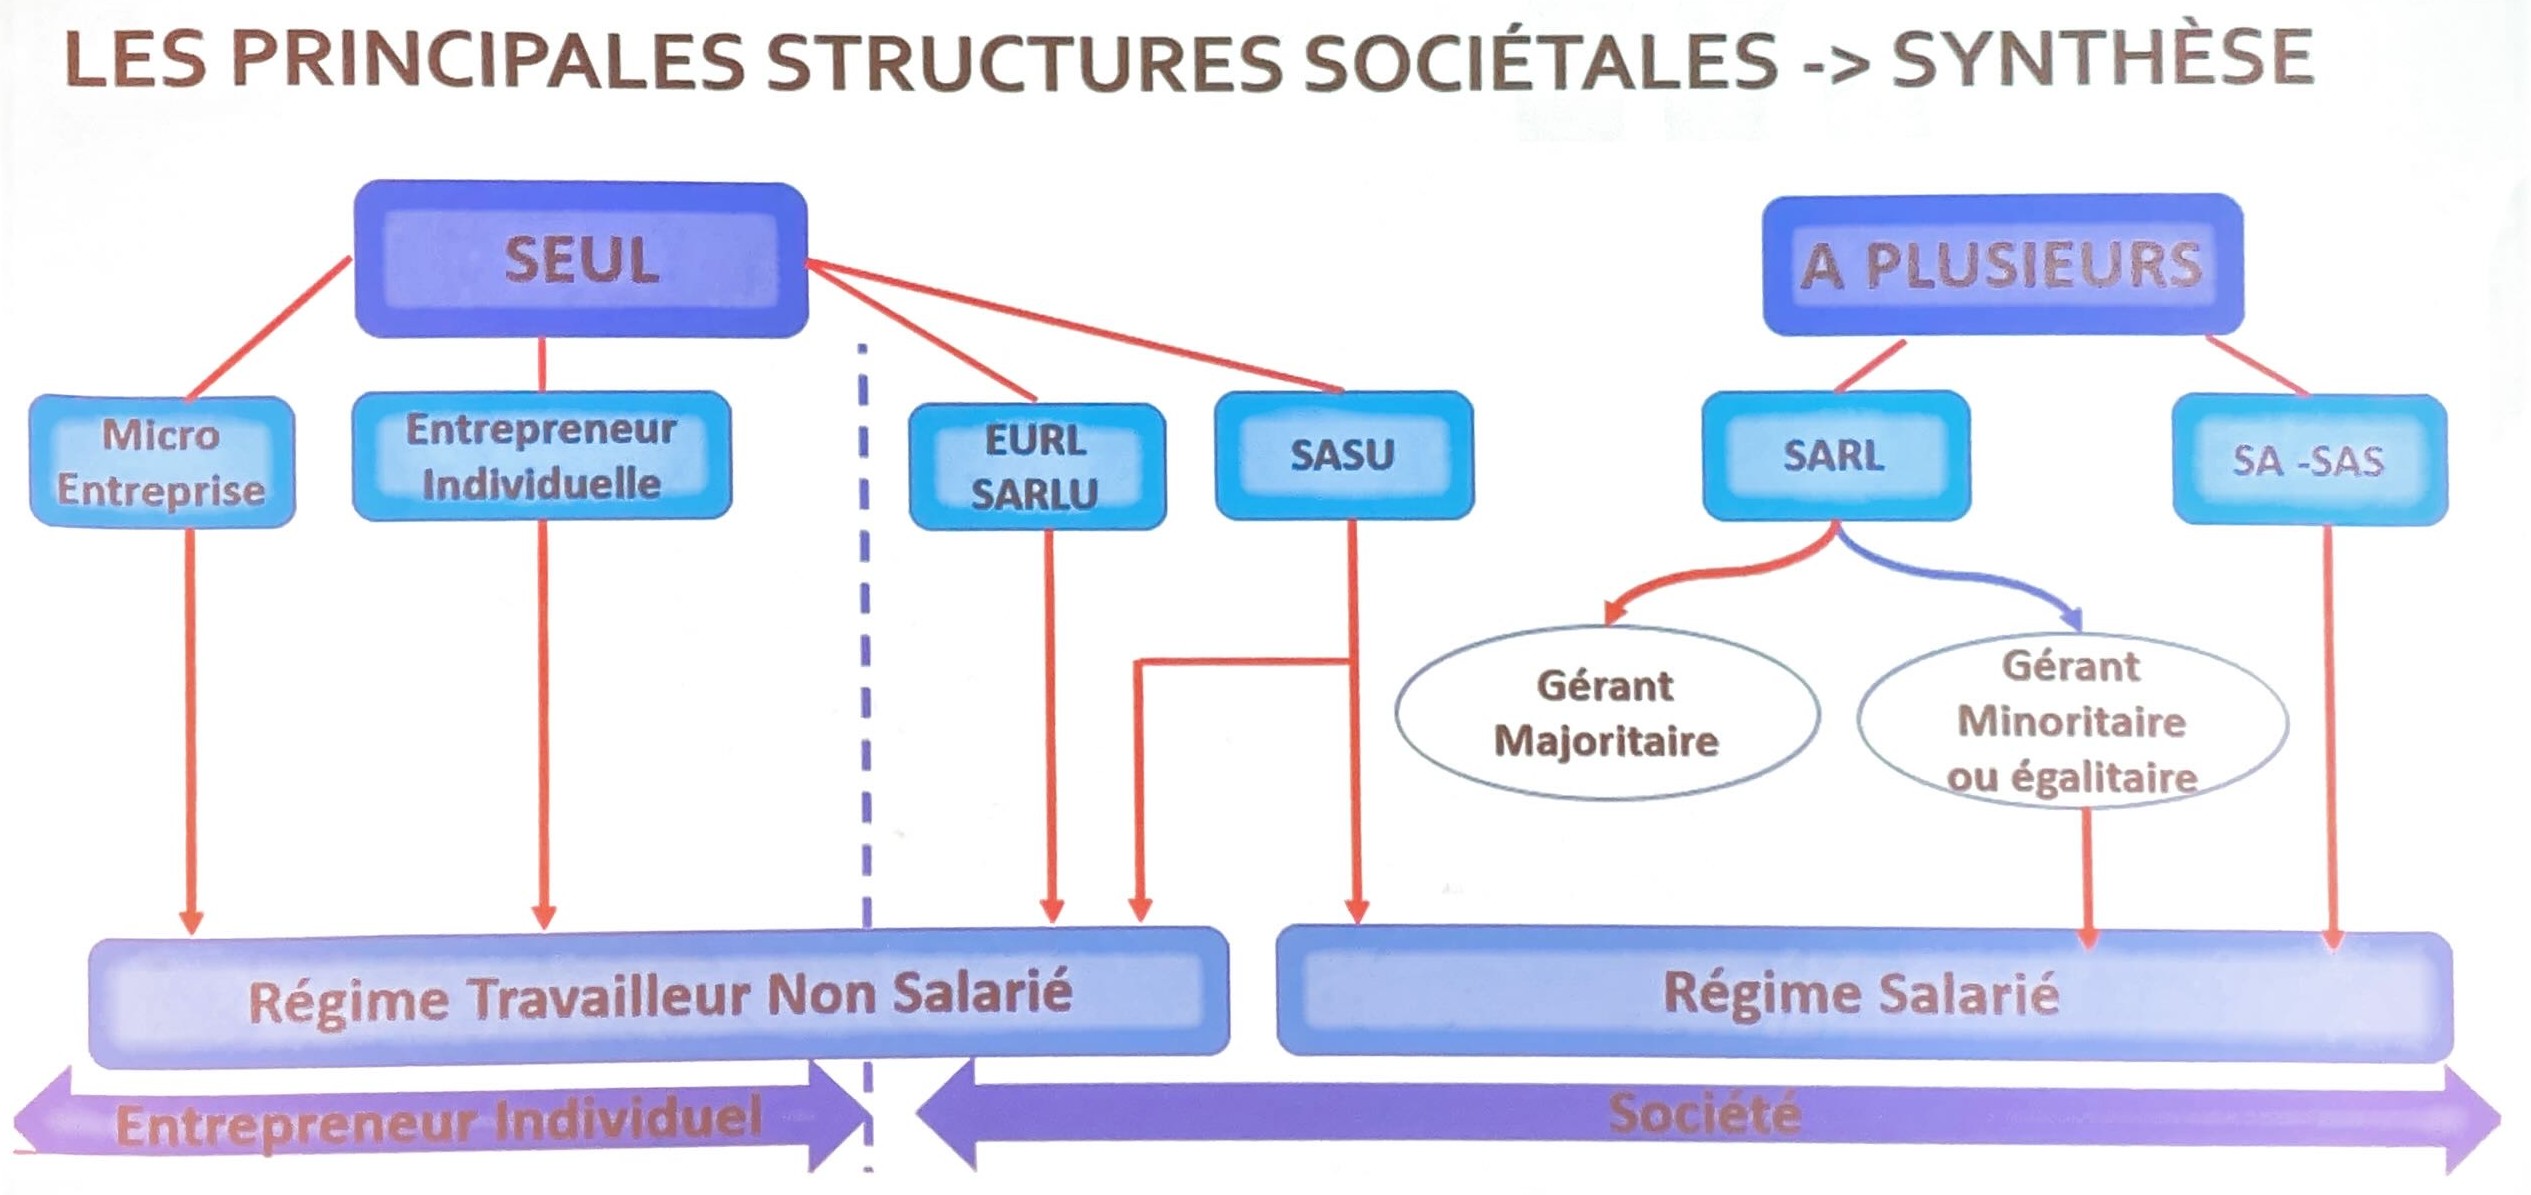 LES PRINCIPALES STRUCTURES SOCIÉTALES -> SYNTHÈSE
SEUL
A PLUSIEURS
Micro
Entreprise
Entrepreneur
Individuelle
EURL
SARLU
SASU
SARL
SA -SAS
Gérant
Majoritaire
Gérant
Minoritaire
ou égalitaire
Régime Travailleur Non Salarié
Régime Salarié
Entrepreneur Individuel
Société